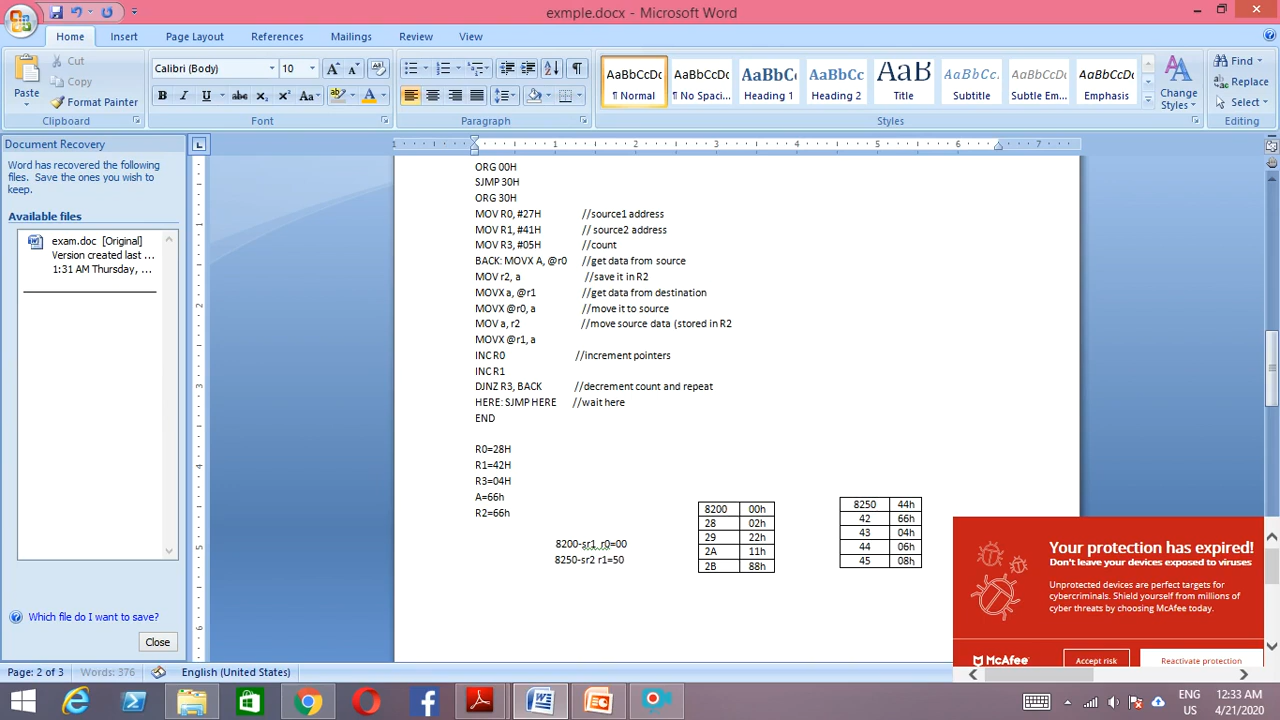 exmple.docx - Microsoft Word
Home Insert Page Layout References Mailings Review View
Paste
Cut
Copy
Format Painter
Clipboard
Calibri (Body) 10
Font
Paragraph
AaBbCcDc AaBbCcDc AaBbCc AaBbCc AaB AaBbCc. AaBbCcDc AaBbCcDc
¶ Normal ¶ No Spaci... Heading 1 Heading 2 Title Subtitle Subtle Em... Emphasis
Styles
Change Styles
Find
Replace
Select
Editing
Document Recovery
Word has recovered the following
files. Save the ones you wish to
keep.
Available files
exam.doc [Original]
Version created last ...
1:31 AM Thursday, ...
Which file do I want to save?
Close
1 1 2 3 4 5 6 7
ORG 00H
SJMP 30H
ORG 30H
MOV R0, #27H //source1 address
MOV R1, #41H // source2 address
MOV R3, #05H //count
BACK: MOVX A, @r0 //get data from source
MOV r2, a //save it in R2
MOVX a, @r1 //get data from destination
MOVX @r0, a //move it to source
MOV a, r2 //move source data (stored in R2
MOVX @r1, a
INC R0 //increment pointers
INC R1
DJNZ R3, BACK //decrement count and repeat
HERE: SJMP HERE //wait here
END
R0=28H
R1=42H
R3=04H
A=66h
R2=66h
8200-sr1 r0=00
8250-sr2 r1=50
8200 00h
28 02h
29 22h
2A 11h
2B 88h
8250 44h
42 66h
43 04h
44 06h
45 08h
Your protection has expired!
Don't leave your devices exposed to viruses
Unprotected devices are perfect targets for
cybercriminals. Shield yourself from millions of
cyber threats by choosing McAfee today.
McAfee
Accept risk
Reactivate protection
Page: 2 of 3 Words: 376 English (United States)
ENG
US
12:33 AM
4/21/2020